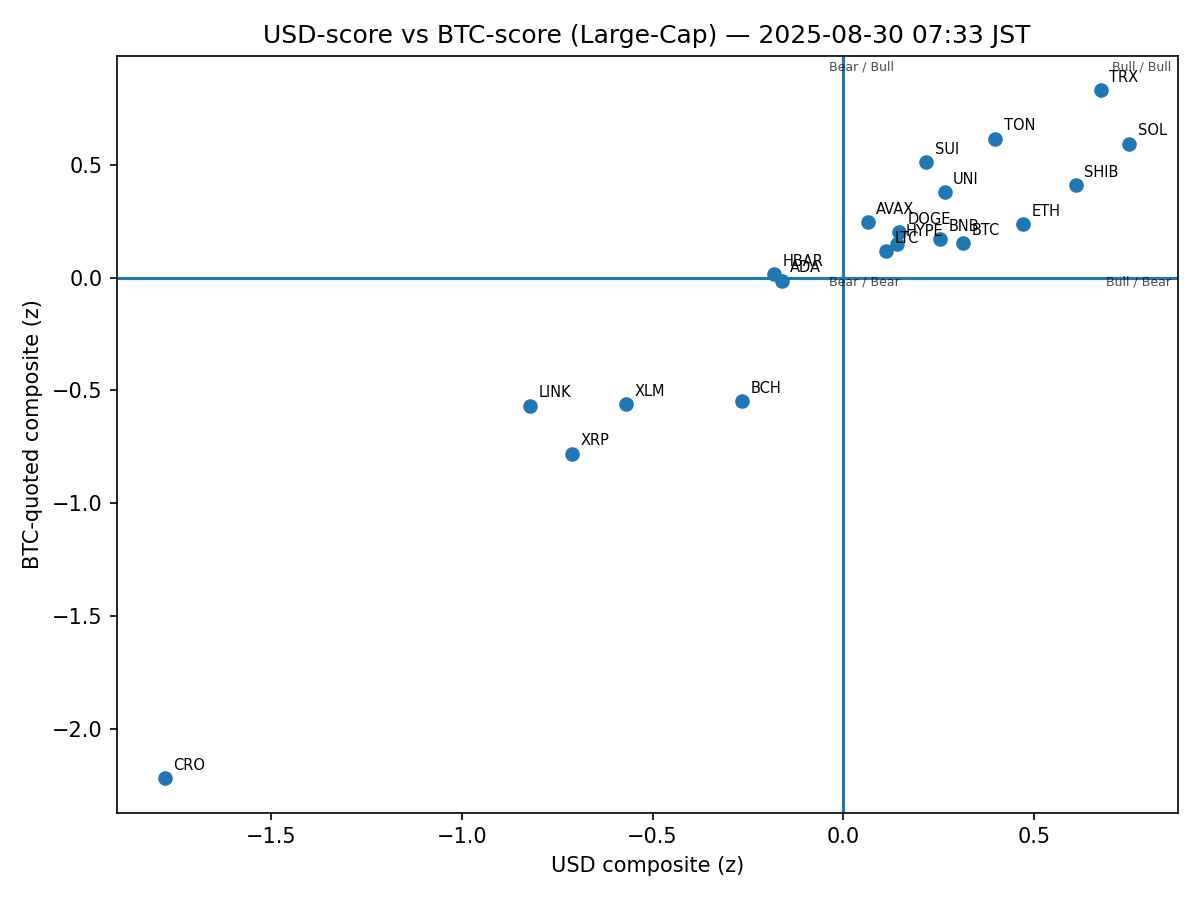 USD-score vs BTC-score (Large-Cap) — 2025-08-30 07:33 JST
Bear / Bull
Bull / Bull
TRX
TON
SOL
SUI
SHIB
UNI
AVAX
ETH
DOGE
BNB
BTC
HYPE
LTC
HBAR
ADA
Bear / Bear
Bull / Bear
LINK
XLM
BCH
XRP
CRO
0.5
0.0
−0.5
−1.0
−1.5
−2.0
BTC-quoted composite (z)
−1.5
−1.0
−0.5
0.0
0.5
USD composite (z)